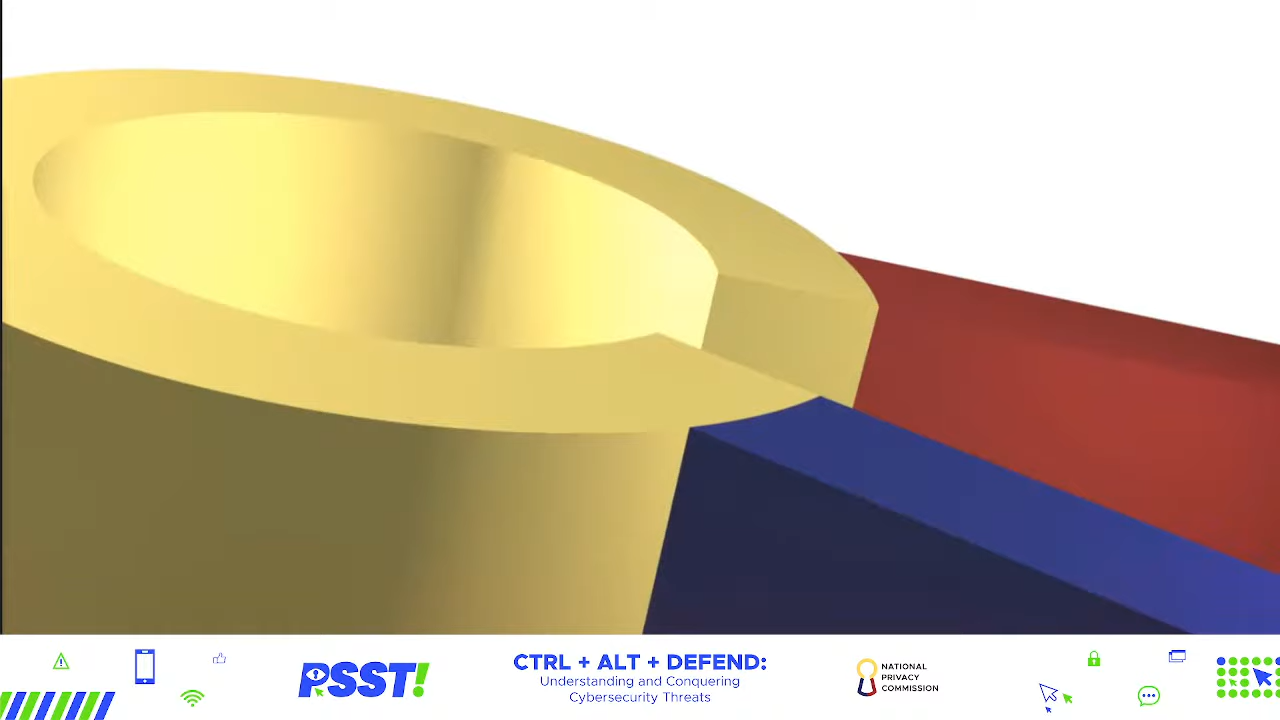 PSST!
CTRL + ALT + DEFEND:
Understanding and Conquering
Cybersecurity Threats
NATIONAL
PRIVACY
COMMISSION